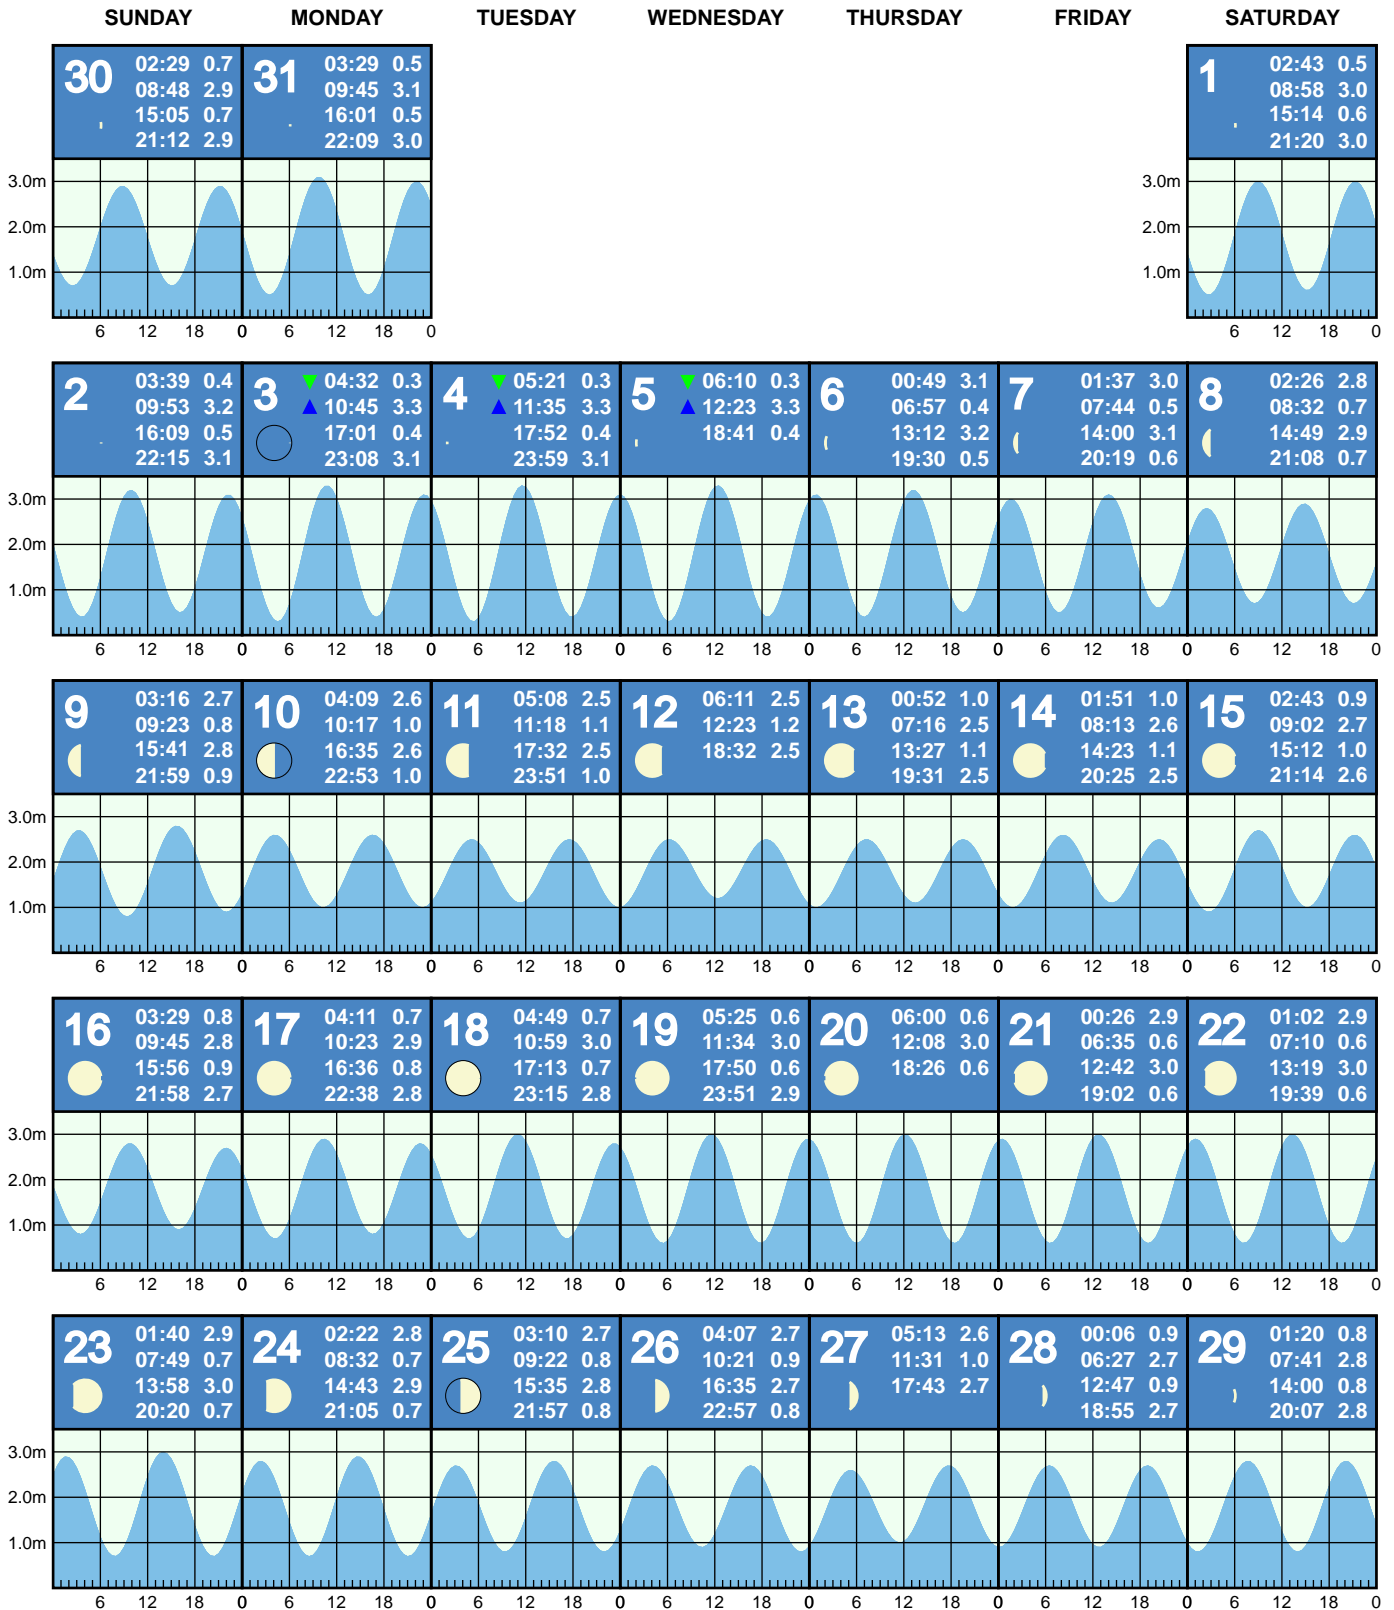 SUNDAY MONDAY TUESDAY WEDNESDAY THURSDAY FRIDAY SATURDAY
30 02:29 0.7
08:48 2.9
15:05 0.7
21:12 2.9
31 03:29 0.5
09:45 3.1
16:01 0.5
22:09 3.0
1 02:43 0.5
08:58 3.0
15:14 0.6
21:20 3.0
3.0m
2.0m
1.0m
6 12 18 0 6 12 18 0
3.0m
2.0m
1.0m
6 12 18 0
2 03:39 0.4
09:53 3.2
16:09 0.5
22:15 3.1
3 04:32 0.3
10:45 3.3
17:01 0.4
23:08 3.1
4 05:21 0.3
11:35 3.3
17:52 0.4
23:59 3.1
5 06:10 0.3
12:23 3.3
18:41 0.4
6 00:49 3.1
06:57 0.4
13:12 3.2
19:30 0.5
7 01:37 3.0
07:44 0.5
14:00 3.1
20:19 0.6
8 02:26 2.8
08:32 0.7
14:49 2.9
21:08 0.7
3.0m
2.0m
1.0m
6 12 18 0 6 12 18 0 6 12 18 0 6 12 18 0 6 12 18 0 6 12 18 0 6 12 18 0
9 03:16 2.7
09:23 0.8
15:41 2.8
21:59 0.9
10 04:09 2.6
10:17 1.0
16:35 2.6
22:53 1.0
11 05:08 2.5
11:18 1.1
17:32 2.5
23:51 1.0
12 06:11 2.5
12:23 1.2
18:32 2.5
13 00:52 1.0
07:16 2.5
13:27 1.1
19:31 2.5
14 01:51 1.0
08:13 2.6
14:23 1.1
20:25 2.5
15 02:43 0.9
09:02 2.7
15:12 1.0
21:14 2.6
3.0m
2.0m
1.0m
6 12 18 0 6 12 18 0 6 12 18 0 6 12 18 0 6 12 18 0 6 12 18 0 6 12 18 0
16 03:29 0.8
09:45 2.8
15:56 0.9
21:58 2.7
17 04:11 0.7
10:23 2.9
16:36 0.8
22:38 2.8
18 04:49 0.7
10:59 3.0
17:13 0.7
23:15 2.8
19 05:25 0.6
11:34 3.0
17:50 0.6
23:51 2.9
20 06:00 0.6
12:08 3.0
18:26 0.6
21 00:26 2.9
06:35 0.6
12:42 3.0
19:02 0.6
22 01:02 2.9
07:10 0.6
13:19 3.0
19:39 0.6
3.0m
2.0m
1.0m
6 12 18 0 6 12 18 0 6 12 18 0 6 12 18 0 6 12 18 0 6 12 18 0 6 12 18 0
23 01:40 2.9
07:49 0.7
13:58 3.0
20:20 0.7
24 02:22 2.8
08:32 0.7
14:43 2.9
21:05 0.7
25 03:10 2.7
09:22 0.8
15:35 2.8
21:57 0.8
26 04:07 2.7
10:21 0.9
16:35 2.7
22:57 0.8
27 05:13 2.6
11:31 1.0
17:43 2.7
28 00:06 0.9
06:27 2.7
12:47 0.9
18:55 2.7
29 01:20 0.8
07:41 2.8
14:00 0.8
20:07 2.8
3.0m
2.0m
1.0m
6 12 18 0 6 12 18 0 6 12 18 0 6 12 18 0 6 12 18 0 6 12 18 0 6 12 18 0